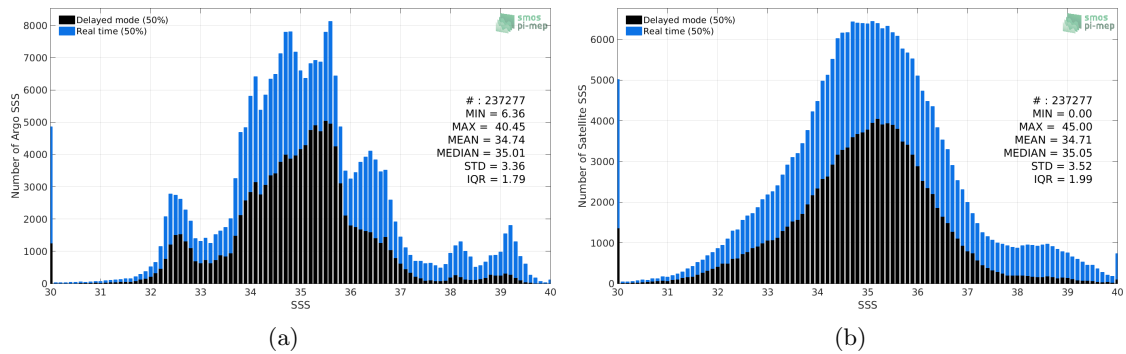 Delayed mode (50%)
Real time (50%)
smos
pi-mep
# : 237277
MIN = 6.36
MAX = 40.45
MEAN = 34.74
MEDIAN = 35.01
STD = 3.36
IQR = 1.79
Number of Argo SSS
8000
7000
6000
5000
4000
3000
2000
1000
0
30 31 32 33 34 35 36 37 38 39 40
SSS
(a)
Delayed mode (50%)
Real time (50%)
smos
pi-mep
# : 237277
MIN = 0.00
MAX = 45.00
MEAN = 34.71
MEDIAN = 35.05
STD = 3.52
IQR = 1.99
Number of Satellite SSS
6000
5000
4000
3000
2000
1000
0
30 31 32 33 34 35 36 37 38 39 40
SSS
(b)